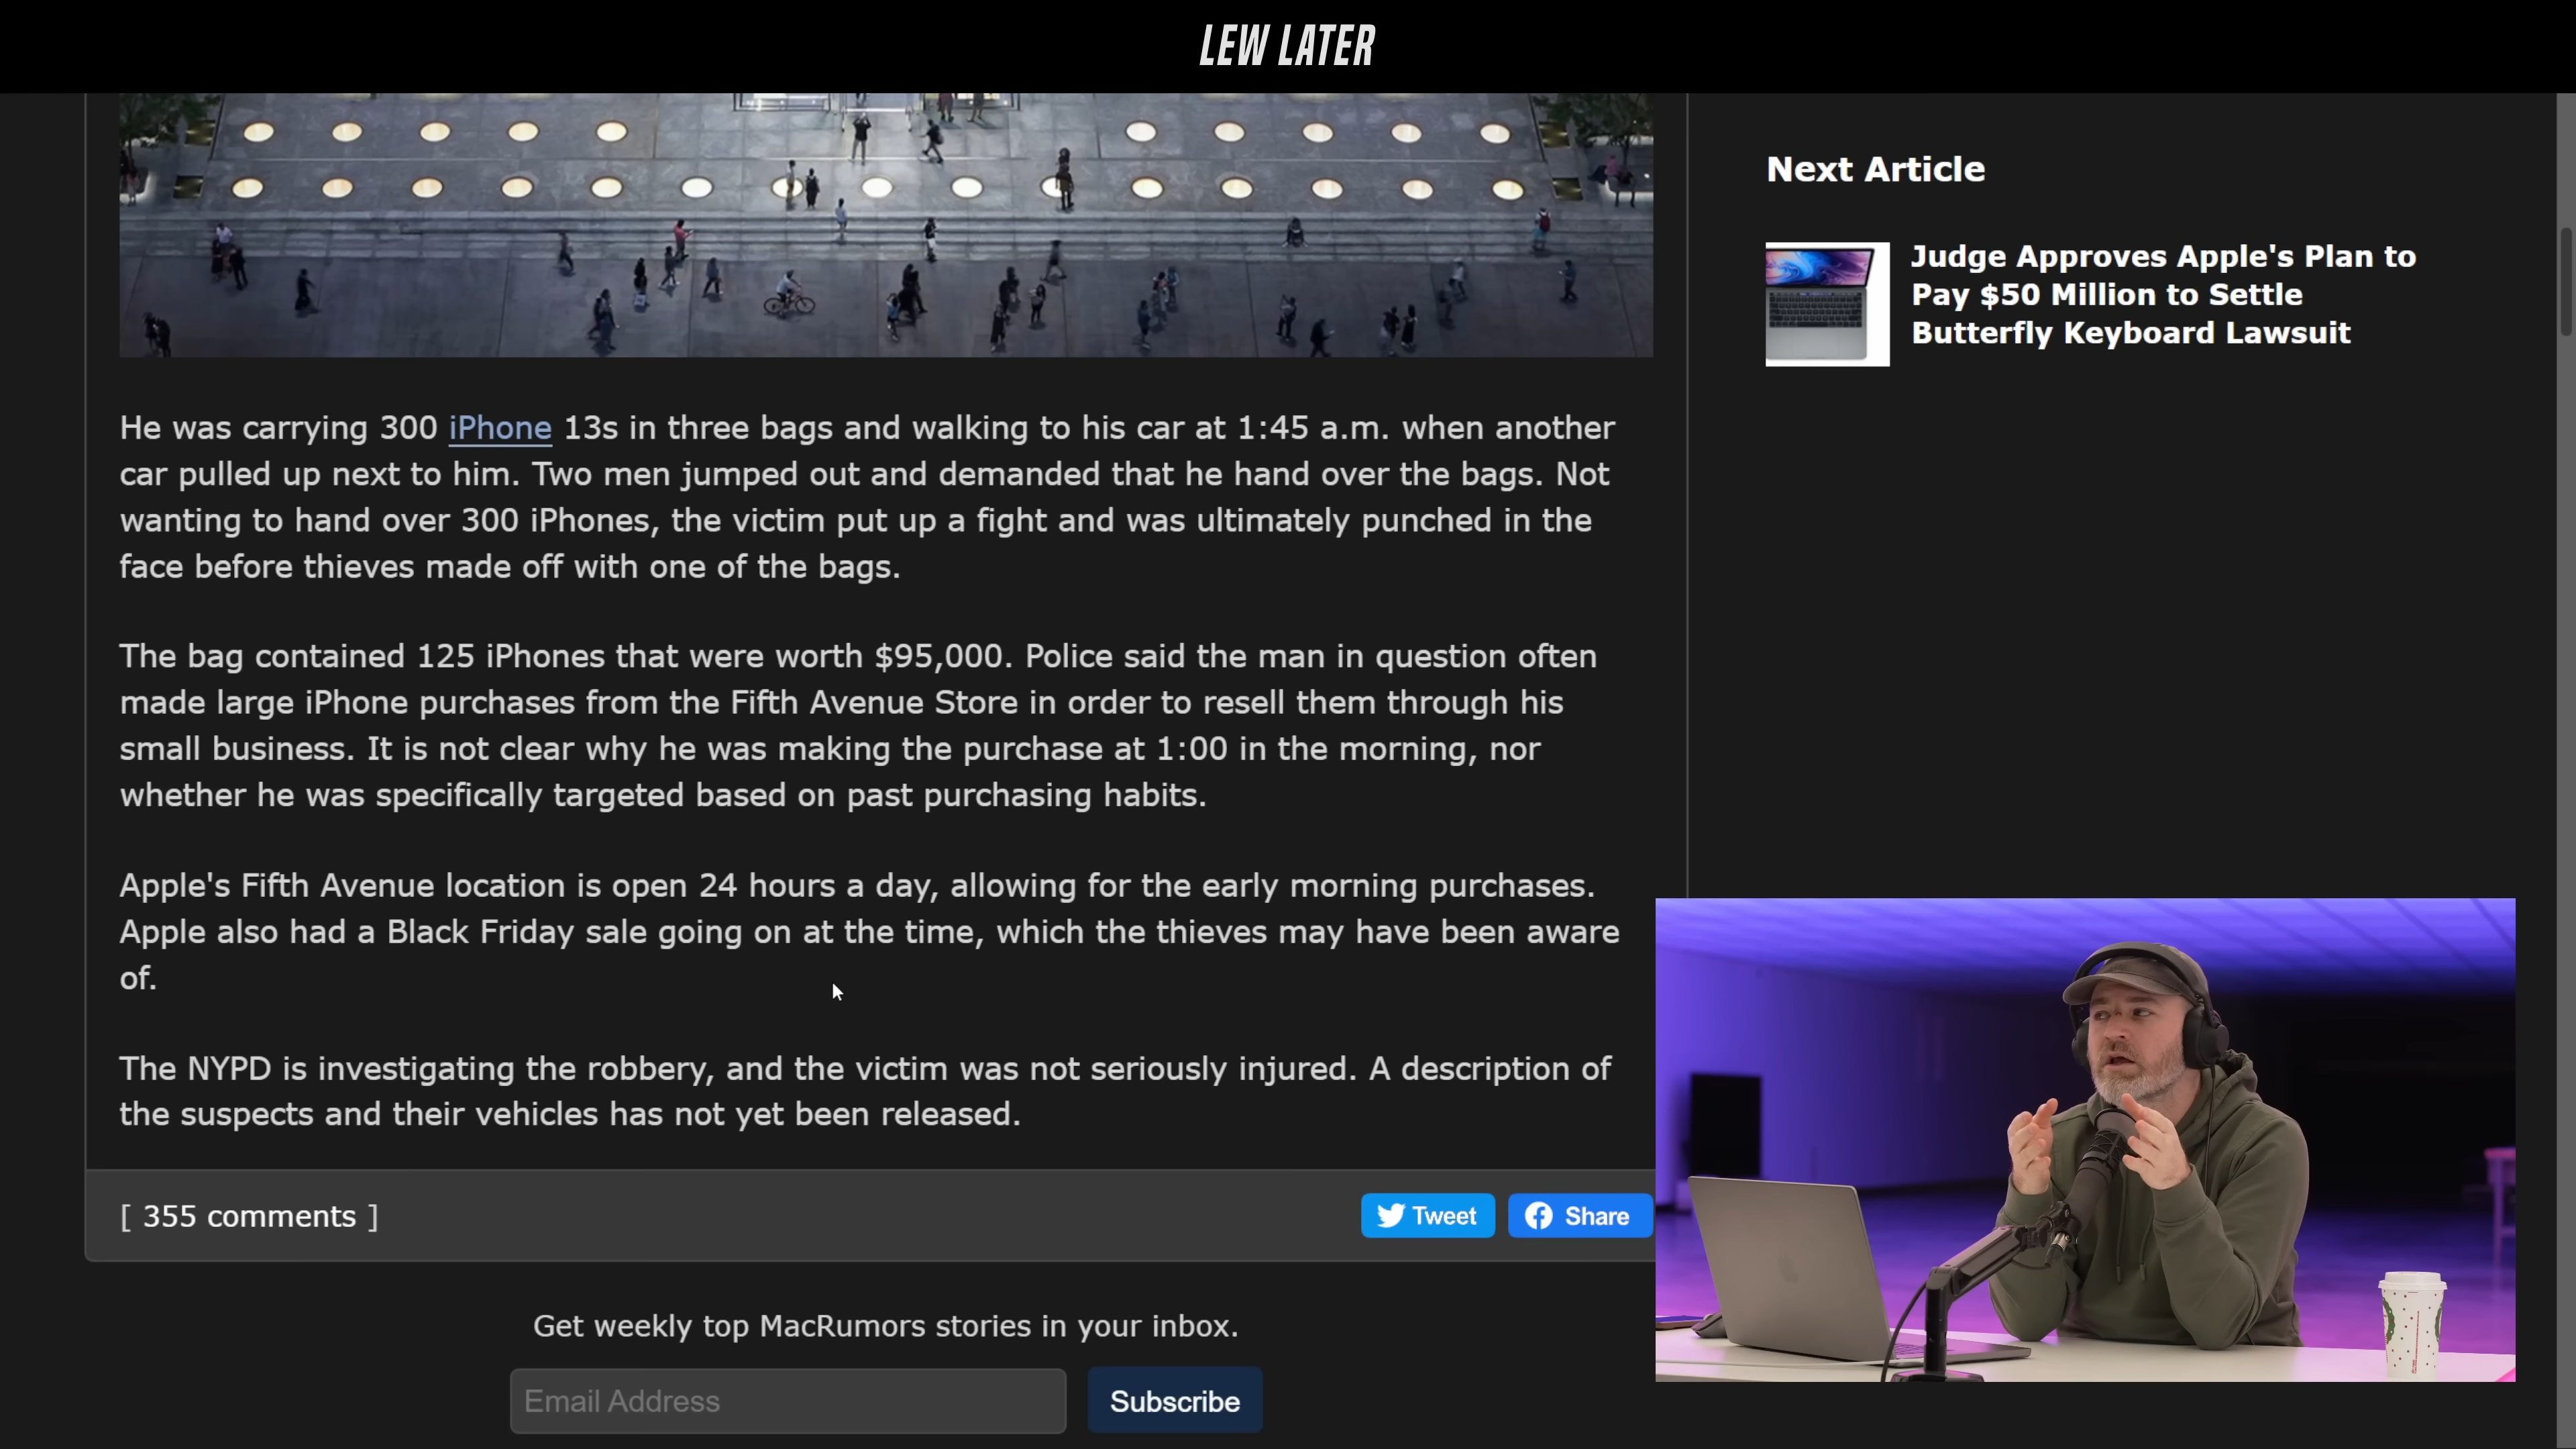 LEW LATER
He was carrying 300 iPhone 13s in three bags and walking to his car at 1:45 a.m. when another
car pulled up next to him. Two men jumped out and demanded that he hand over the bags. Not
wanting to hand over 300 iPhones, the victim put up a fight and was ultimately punched in the
face before thieves made off with one of the bags.
The bag contained 125 iPhones that were worth $95,000. Police said the man in question often
made large iPhone purchases from the Fifth Avenue Store in order to resell them through his
small business. It is not clear why he was making the purchase at 1:00 in the morning, nor
whether he was specifically targeted based on past purchasing habits.
Apple's Fifth Avenue location is open 24 hours a day, allowing for the early morning purchases.
Apple also had a Black Friday sale going on at the time, which the thieves may have been aware
of.
The NYPD is investigating the robbery, and the victim was not seriously injured. A description of
the suspects and their vehicles has not yet been released.
[ 355 comments ]
Tweet
Share
Get weekly top MacRumors stories in your inbox.
Email Address
Subscribe
Next Article
Judge Approves Apple's Plan to
Pay $50 Million to Settle
Butterfly Keyboard Lawsuit